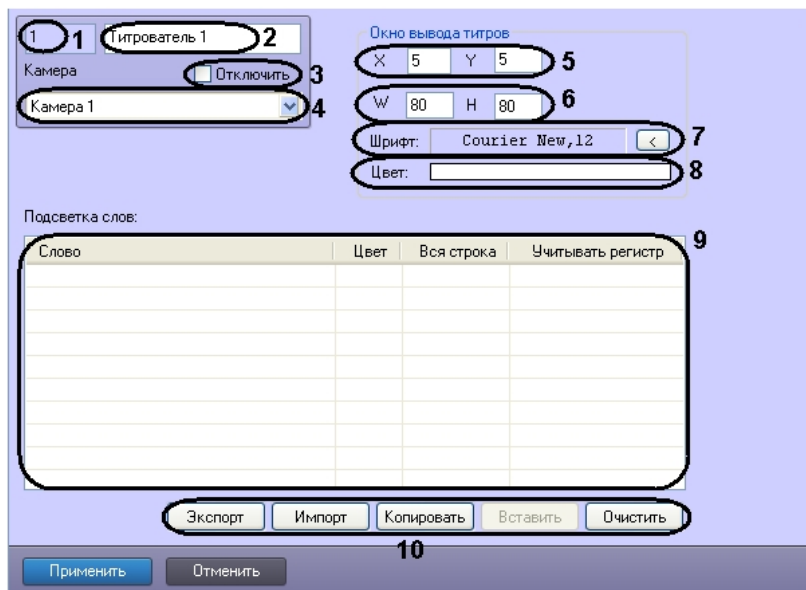 1 1 Титрователь 1 2
Камера Отключить 3
Камера 1 4
Окно вывода титров
X 5 Y 5 5
W 80 H 80 6
Шрифт: Courier New,12 < 7
Цвет: 8
Подсветка слов:
Слово Цвет Вся строка Учитывать регистр 9
Экспорт Импорт Копировать Вставить Очистить
10
Применить Отменить